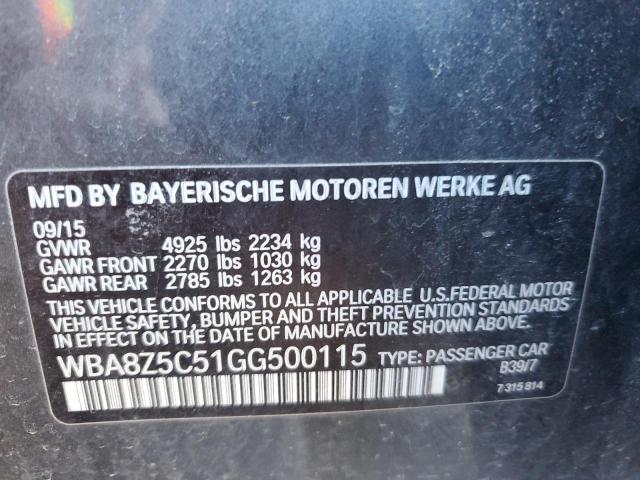 MFD BY BAYERISCHE MOTOREN WERKE AG
09/15
GVWR 4925 lbs 2234 kg
GAWR FRONT 2270 lbs 1030 kg
GAWR REAR 2785 lbs 1263 kg
THIS VEHICLE CONFORMS TO ALL APPLICABLE U.S.FEDERAL MOTOR
VEHICLE SAFETY, BUMPER AND THEFT PREVENTION STANDARDS
IN EFFECT ON THE DATE OF MANUFACTURE SHOWN ABOVE.
WBA8Z5C51GG500115 TYPE: PASSENGER CAR
B39/7
7 315 814